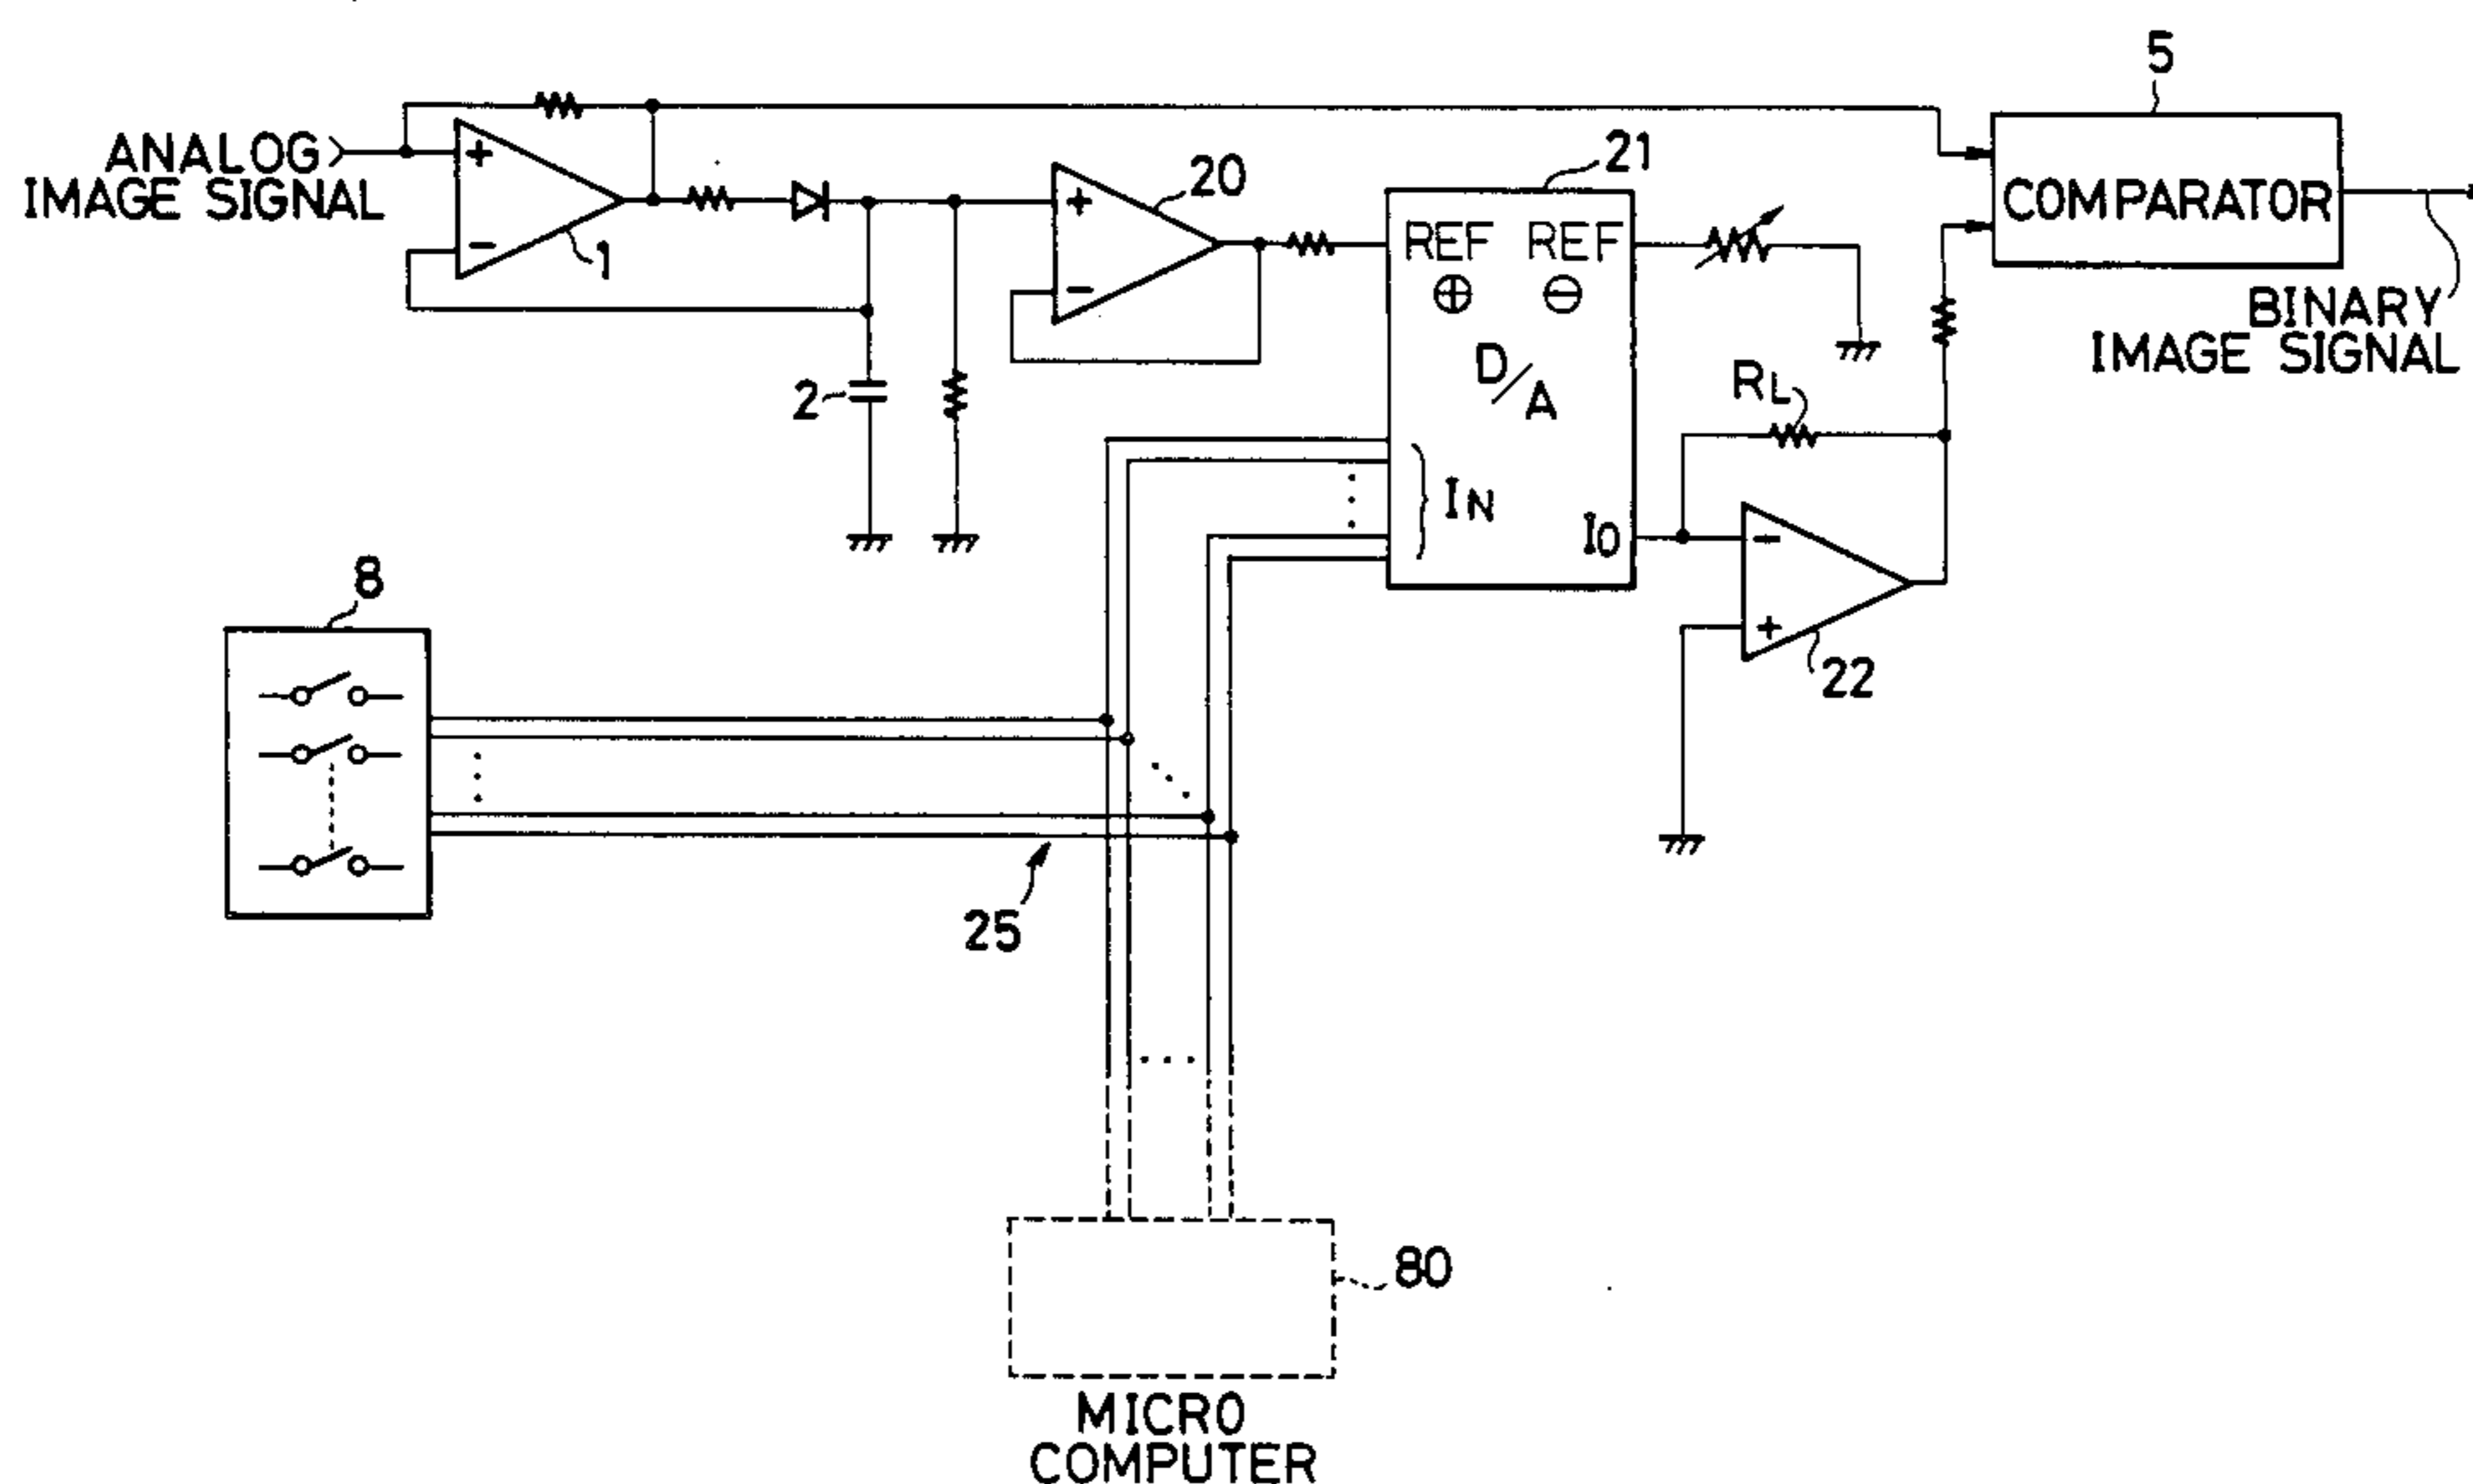 5
ANALOG
IMAGE SIGNAL
+
-
1
20
+
-
21
REF REF
⊕ ⊖
D/A
COMPARATOR
BINARY
IMAGE SIGNAL
2
RL
IN
IO
-
+
22
8
25
80
MICRO
COMPUTER